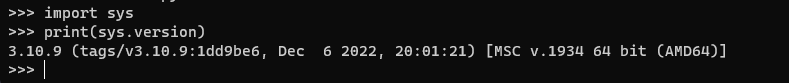 >>> import sys
>>> print(sys.version)
3.10.9 (tags/v3.10.9:1dd9be6, Dec  6 2022, 20:01:21) [MSC v.1934 64 bit (AMD64)]
>>>